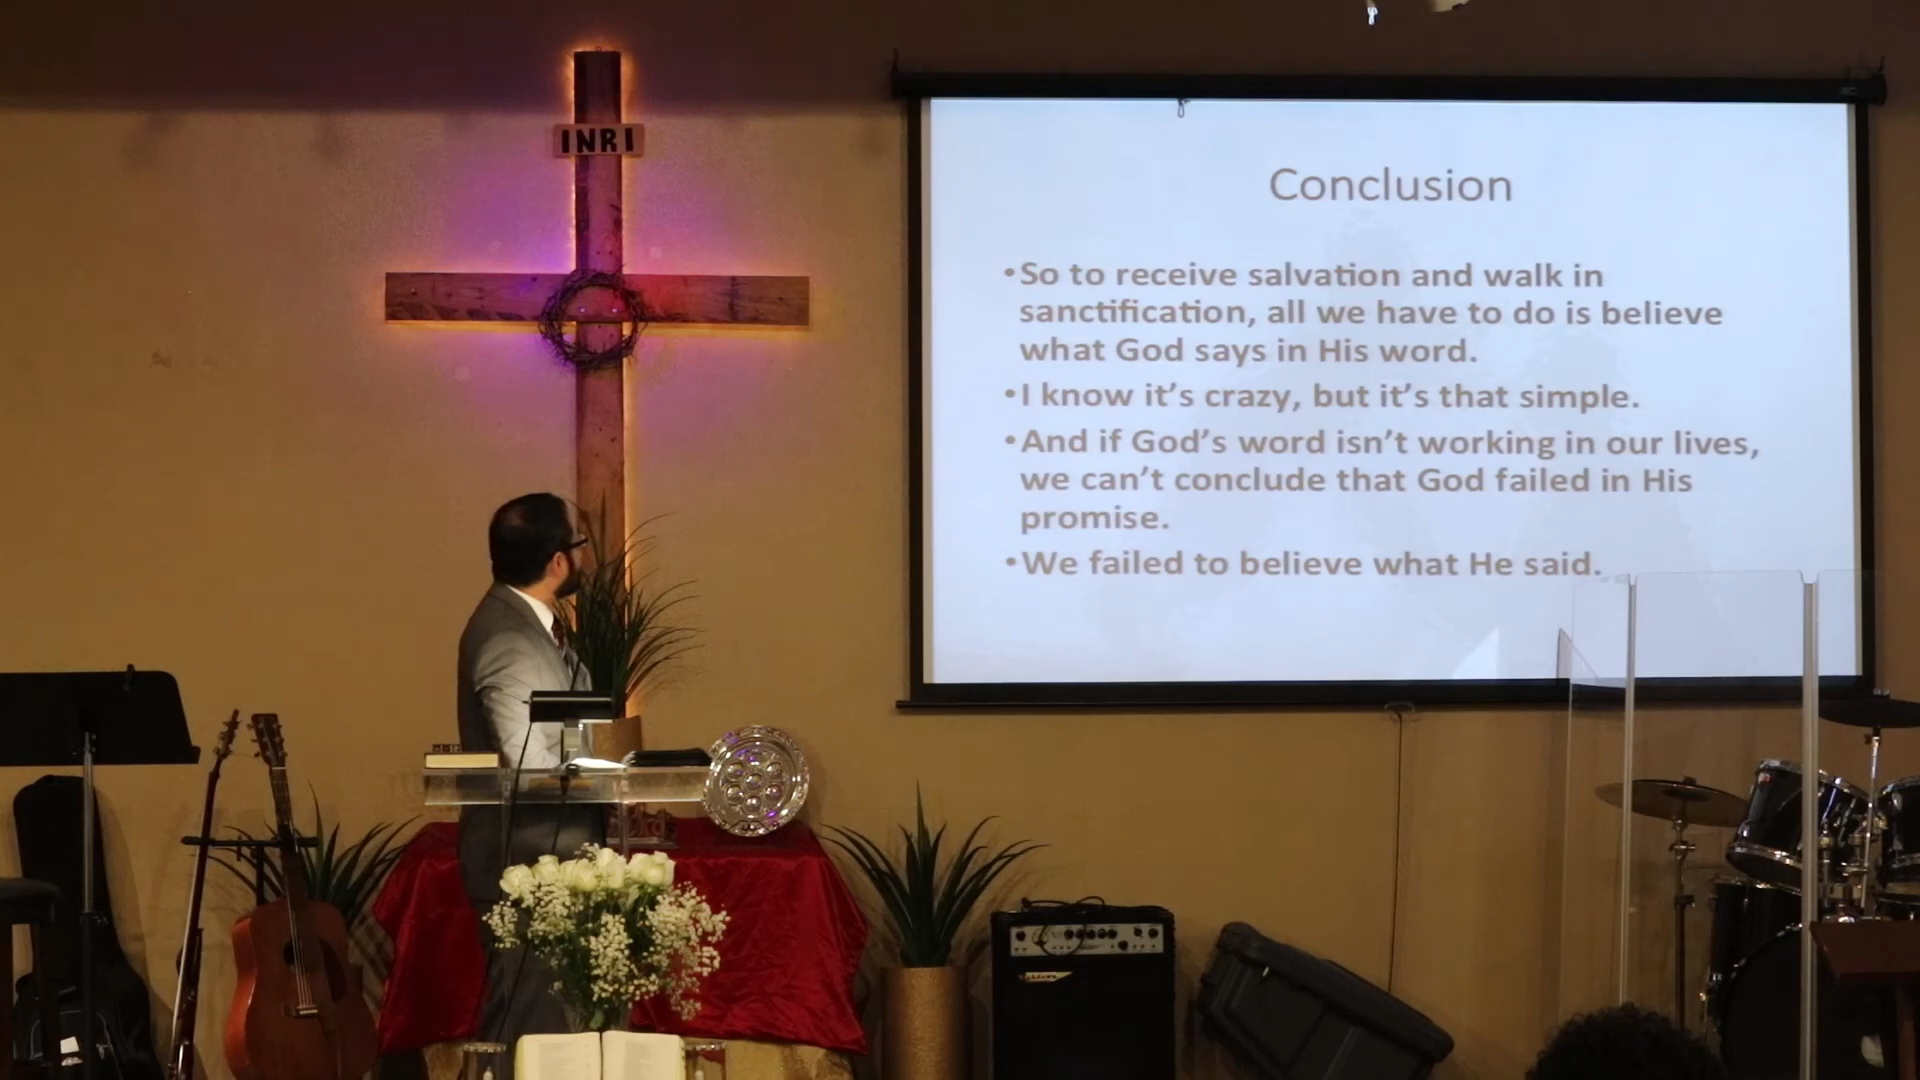 INRI
Conclusion
•So to receive salvation and walk in
sanctification, all we have to do is believe
what God says in His word.
•I know it's crazy, but it's that simple.
•And if God's word isn't working in our lives,
we can't conclude that God failed in His
promise.
•We failed to believe what He said.